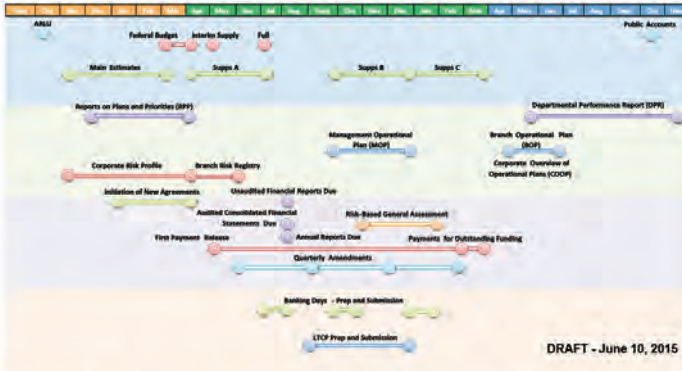 ARLU
Public Accounts
Federal Budget
Interim Supply
Full
Main Estimates
Supps A
Supps B
Supps C
Reports on Plans and Priorities (RPP)
Departmental Performance Report (DPR)
Management Operational
Plan (MOP)
Branch Operational Plan
(BOP)
Corporate Overview of
Operational Plans (COOP)
Corporate Risk Profile
Branch Risk Registry
Initiation of New Agreements
Unaudited Financial Reports Due
Audited Consolidated Financial
Statements Due
Risk-Based General Assessment
Annual Reports Due
First Payment Release
Payments for Outstanding Funding
Quarterly Amendments
Banking Days - Prep and Submission
LTCP Prep and Submission
DRAFT - June 10, 2015